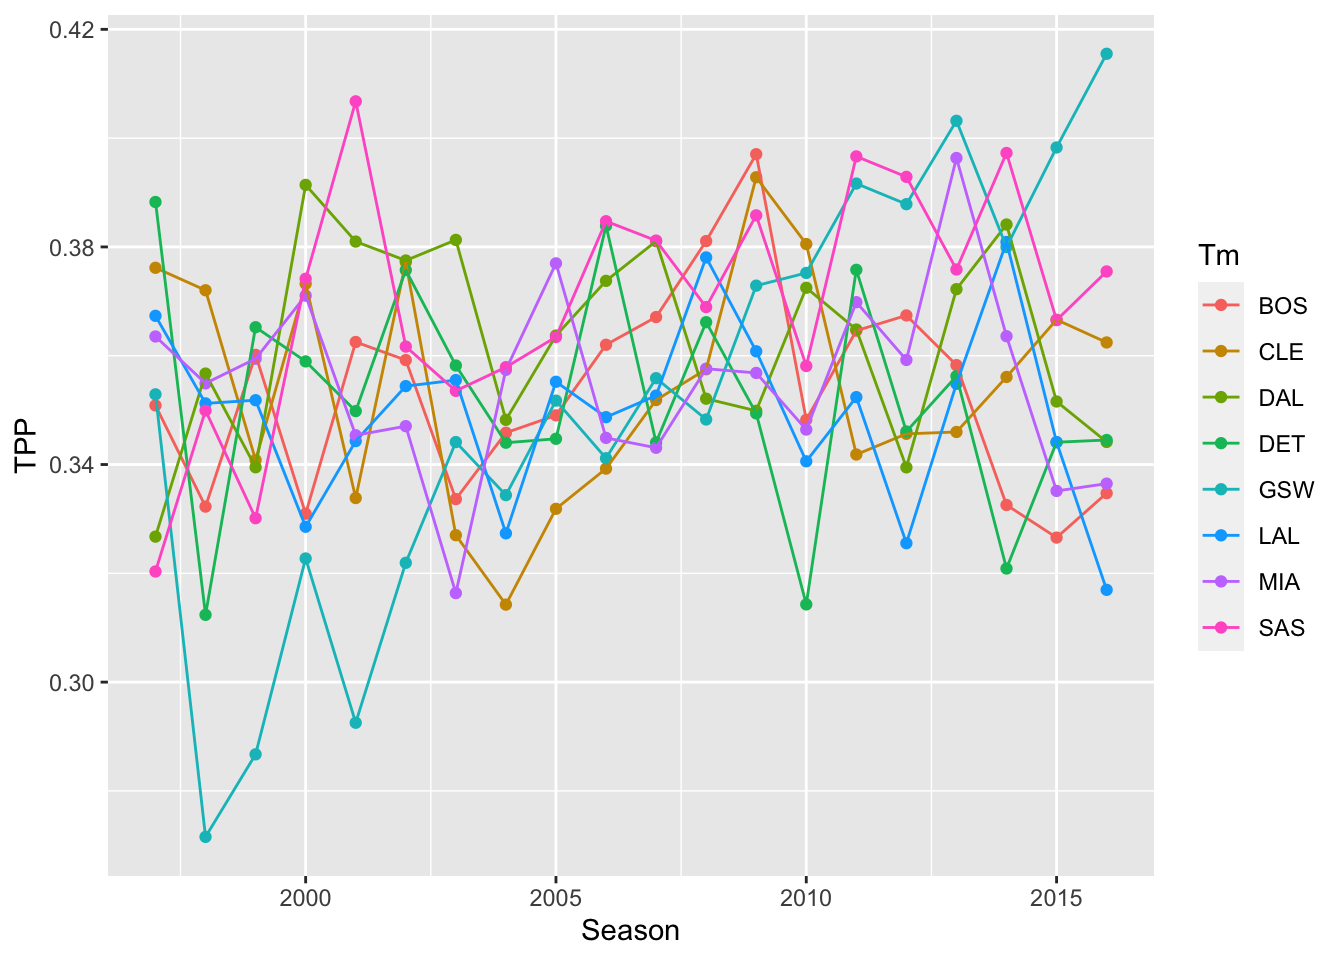 0.42
0.38
0.34
0.30
TPP
2000
2005
2010
2015
Season
Tm
BOS
CLE
DAL
DET
GSW
LAL
MIA
SAS